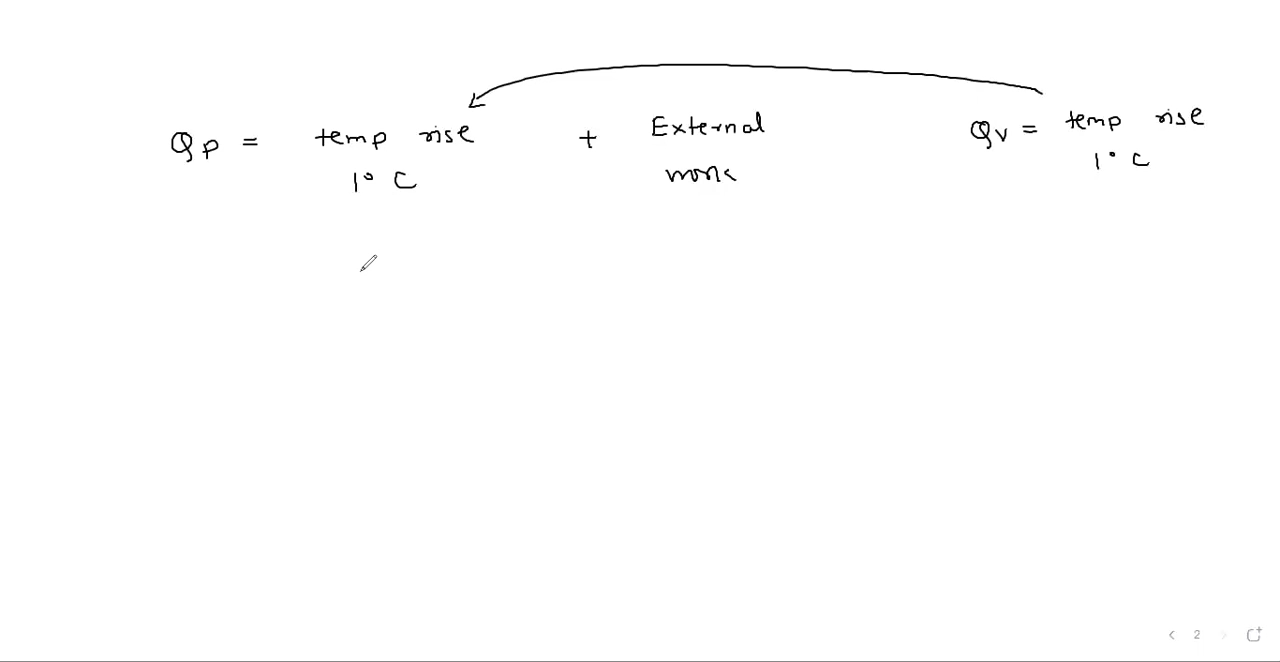 Qp = temp rise + External Qv = temp rise
1° C work 1° C
2